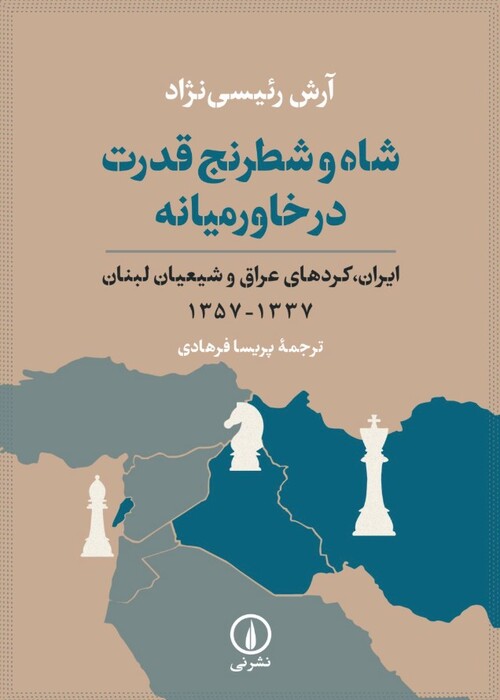 آرش رئیسی‌نژاد
شاه و شطرنج قدرت
در خاورمیانه
ایران، کردهای عراق و شیعیان لبنان
۱۳۳۷-۱۳۵۷
ترجمهٔ پریسا فرهادی
نشرنی